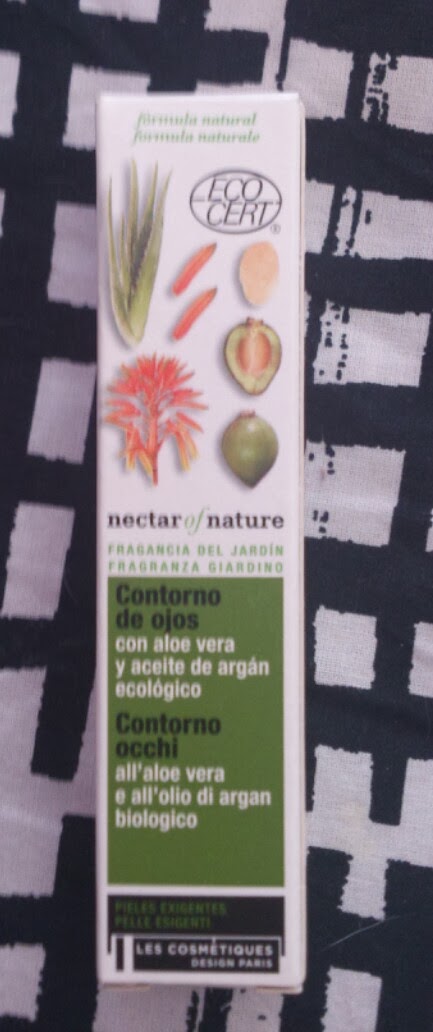 fórmula natural
formula naturale
ECO
CERT
®
nectar of nature
FRAGANCIA DEL JARDÍN
FRAGRANZA GIARDINO
Contorno
de ojos
con aloe vera
y aceite de argán
ecológico
Contorno
occhi
all'aloe vera
e all'olio di argan
biologico
PIELES EXIGENTES
PELLE ESIGENTI
LES COSMÉTIQUES
DESIGN PARIS